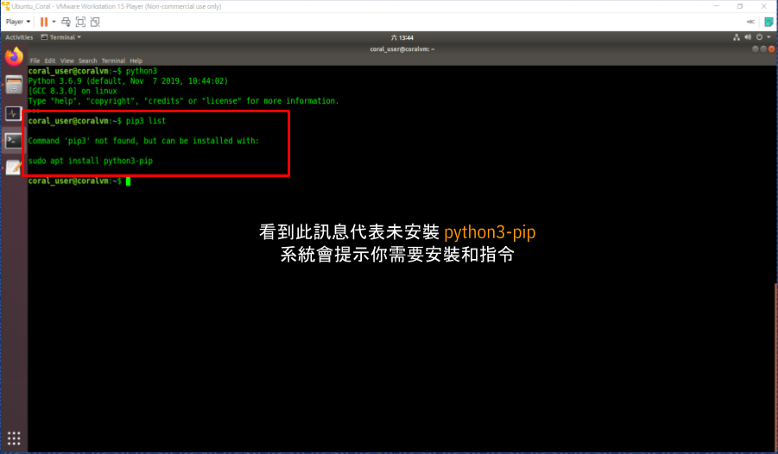 Ubuntu_Coral - VMware Workstation 15 Player (Non-commercial use only)
Player
Activities
Terminal
六 13:44
coral_user@coralvm: ~
File Edit View Search Terminal Help
coral_user@coralvm:~$ python3
Python 3.6.9 (default, Nov  7 2019, 10:44:02)
[GCC 8.3.0] on linux
Type "help", "copyright", "credits" or "license" for more information.
>>>
coral_user@coralvm:~$ pip3 list
Command 'pip3' not found, but can be installed with:
sudo apt install python3-pip
coral_user@coralvm:~$
看到此訊息代表未安裝 python3-pip
系統會提示你需要安裝和指令